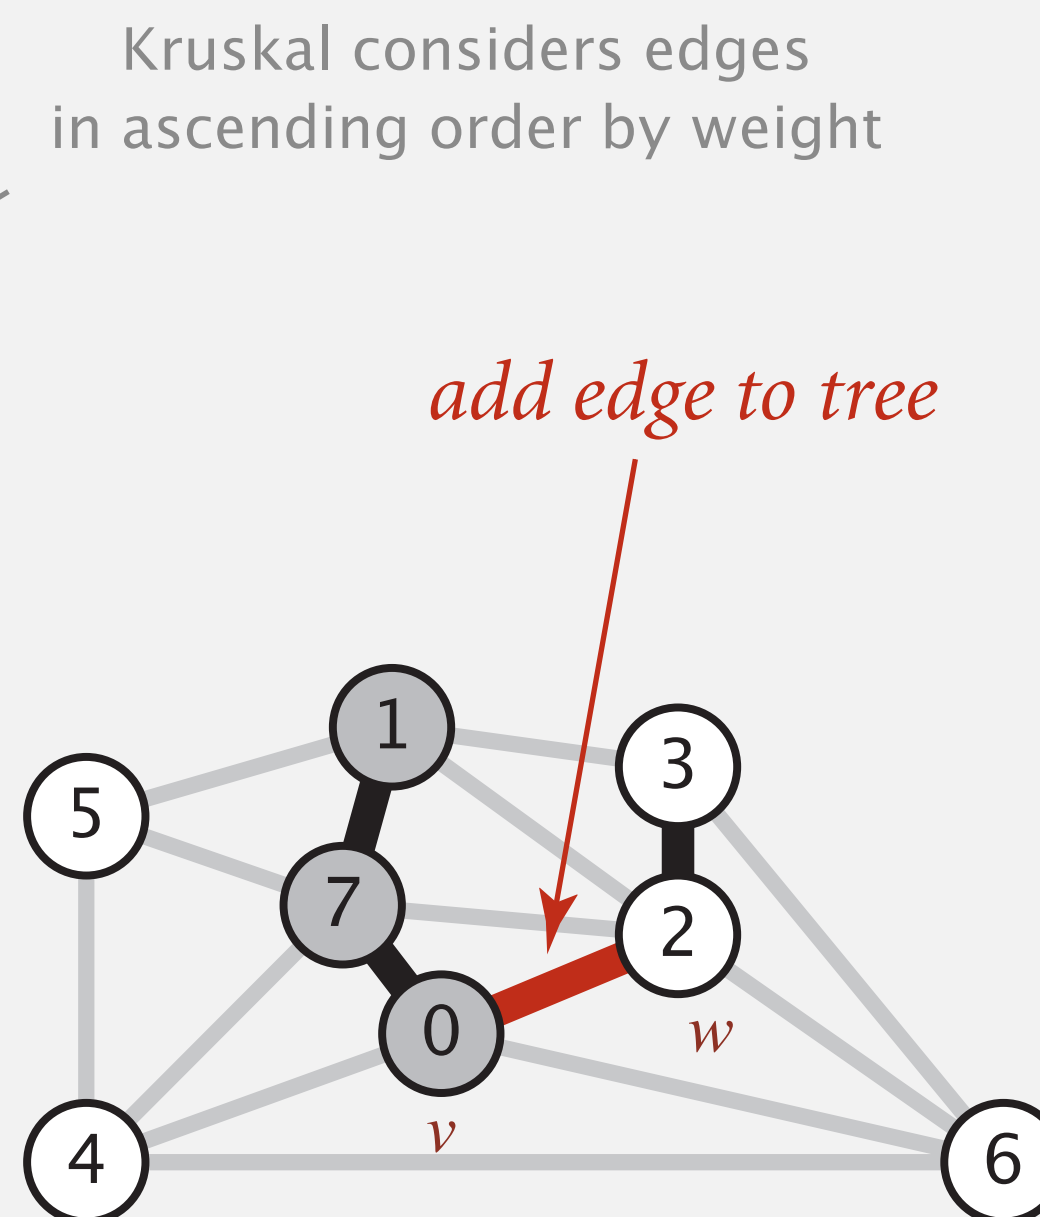 Kruskal considers edges
in ascending order by weight
add edge to tree
1
3
5
7
2
0
w
v
4
6